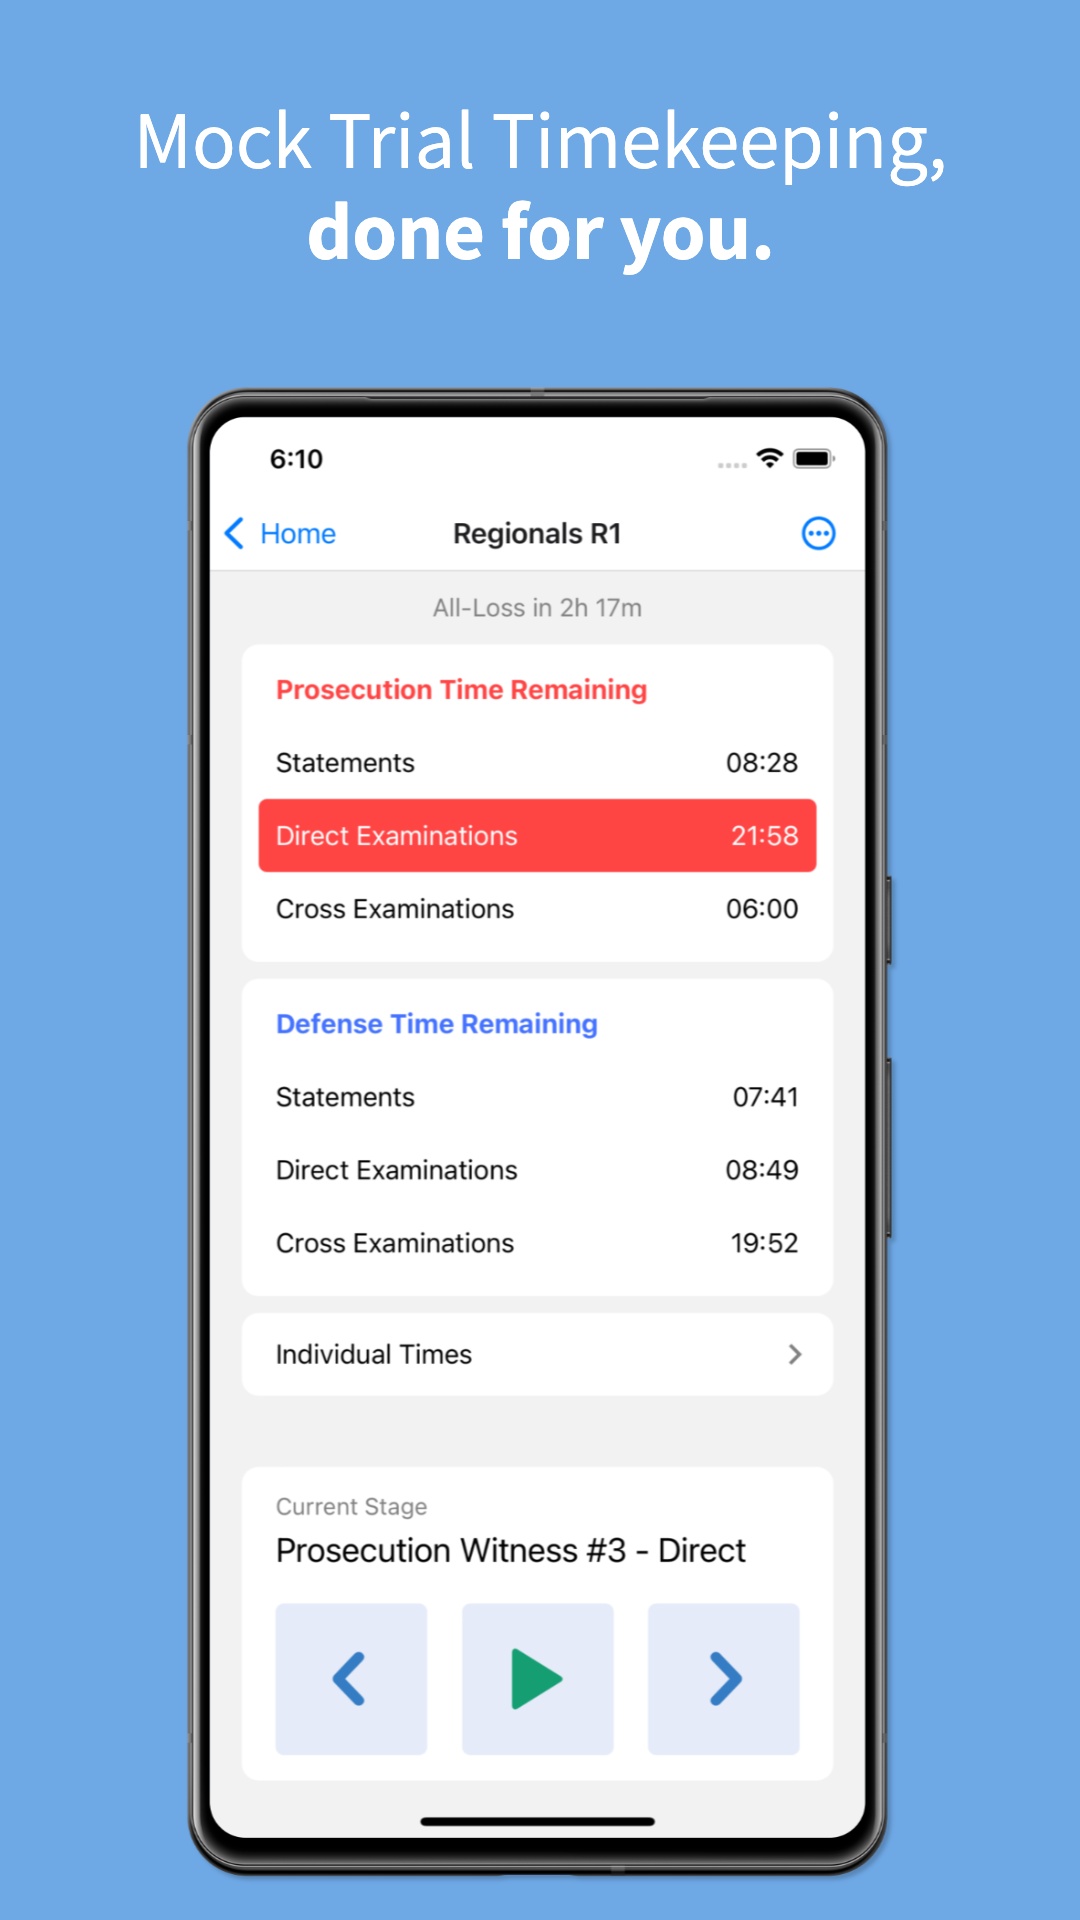 Mock Trial Timekeeping,
done for you.
6:10
Home
Regionals R1
All-Loss in 2h 17m
Prosecution Time Remaining
Statements 08:28
Direct Examinations 21:58
Cross Examinations 06:00
Defense Time Remaining
Statements 07:41
Direct Examinations 08:49
Cross Examinations 19:52
Individual Times
Current Stage
Prosecution Witness #3 - Direct